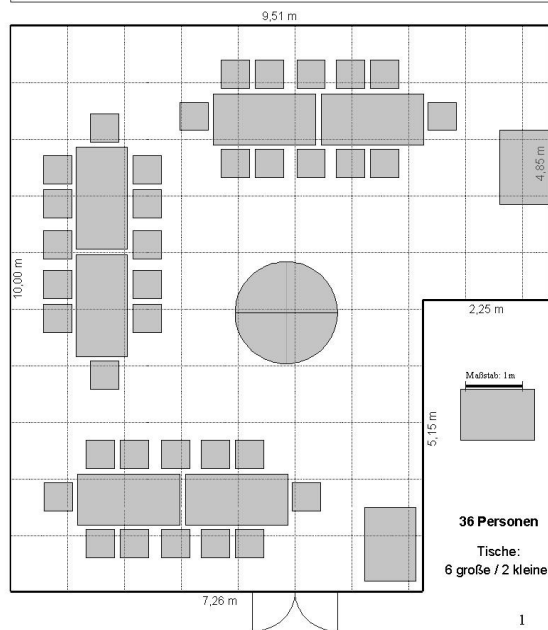 9,51 m
4,85 m
10,00 m
2,25 m
Maßstab: 1m
5,15 m
36 Personen
Tische:
6 große / 2 kleine
7,26 m
1